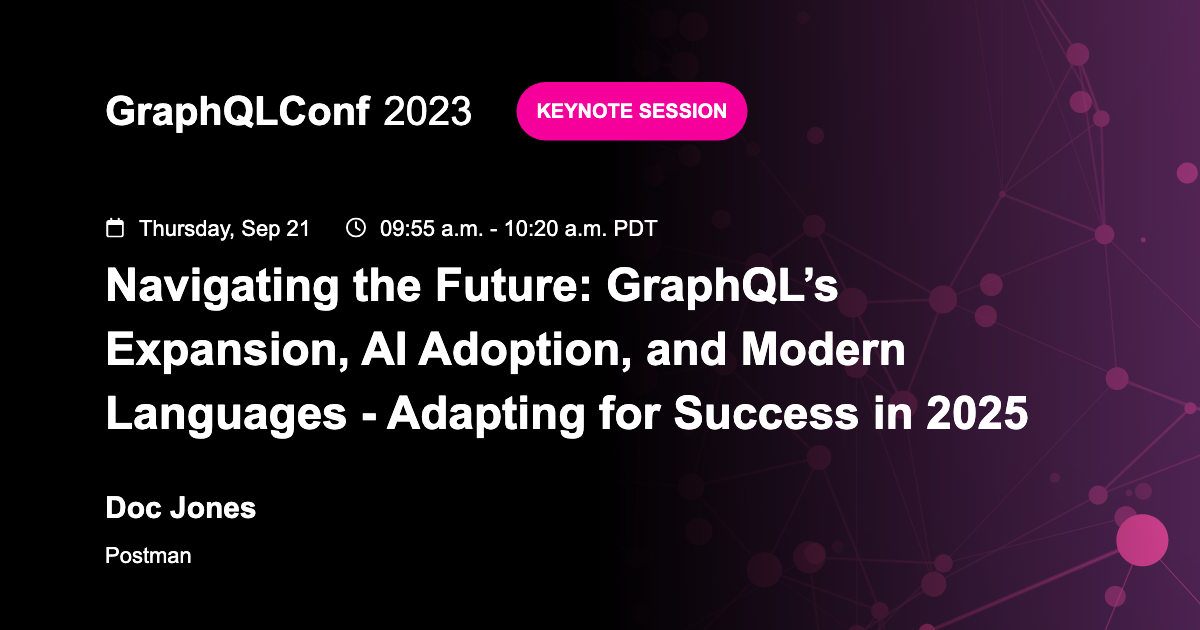 GraphQLConf 2023
KEYNOTE SESSION
Thursday, Sep 21
09:55 a.m. - 10:20 a.m. PDT
Navigating the Future: GraphQL’s
Expansion, AI Adoption, and Modern
Languages - Adapting for Success in 2025
Doc Jones
Postman